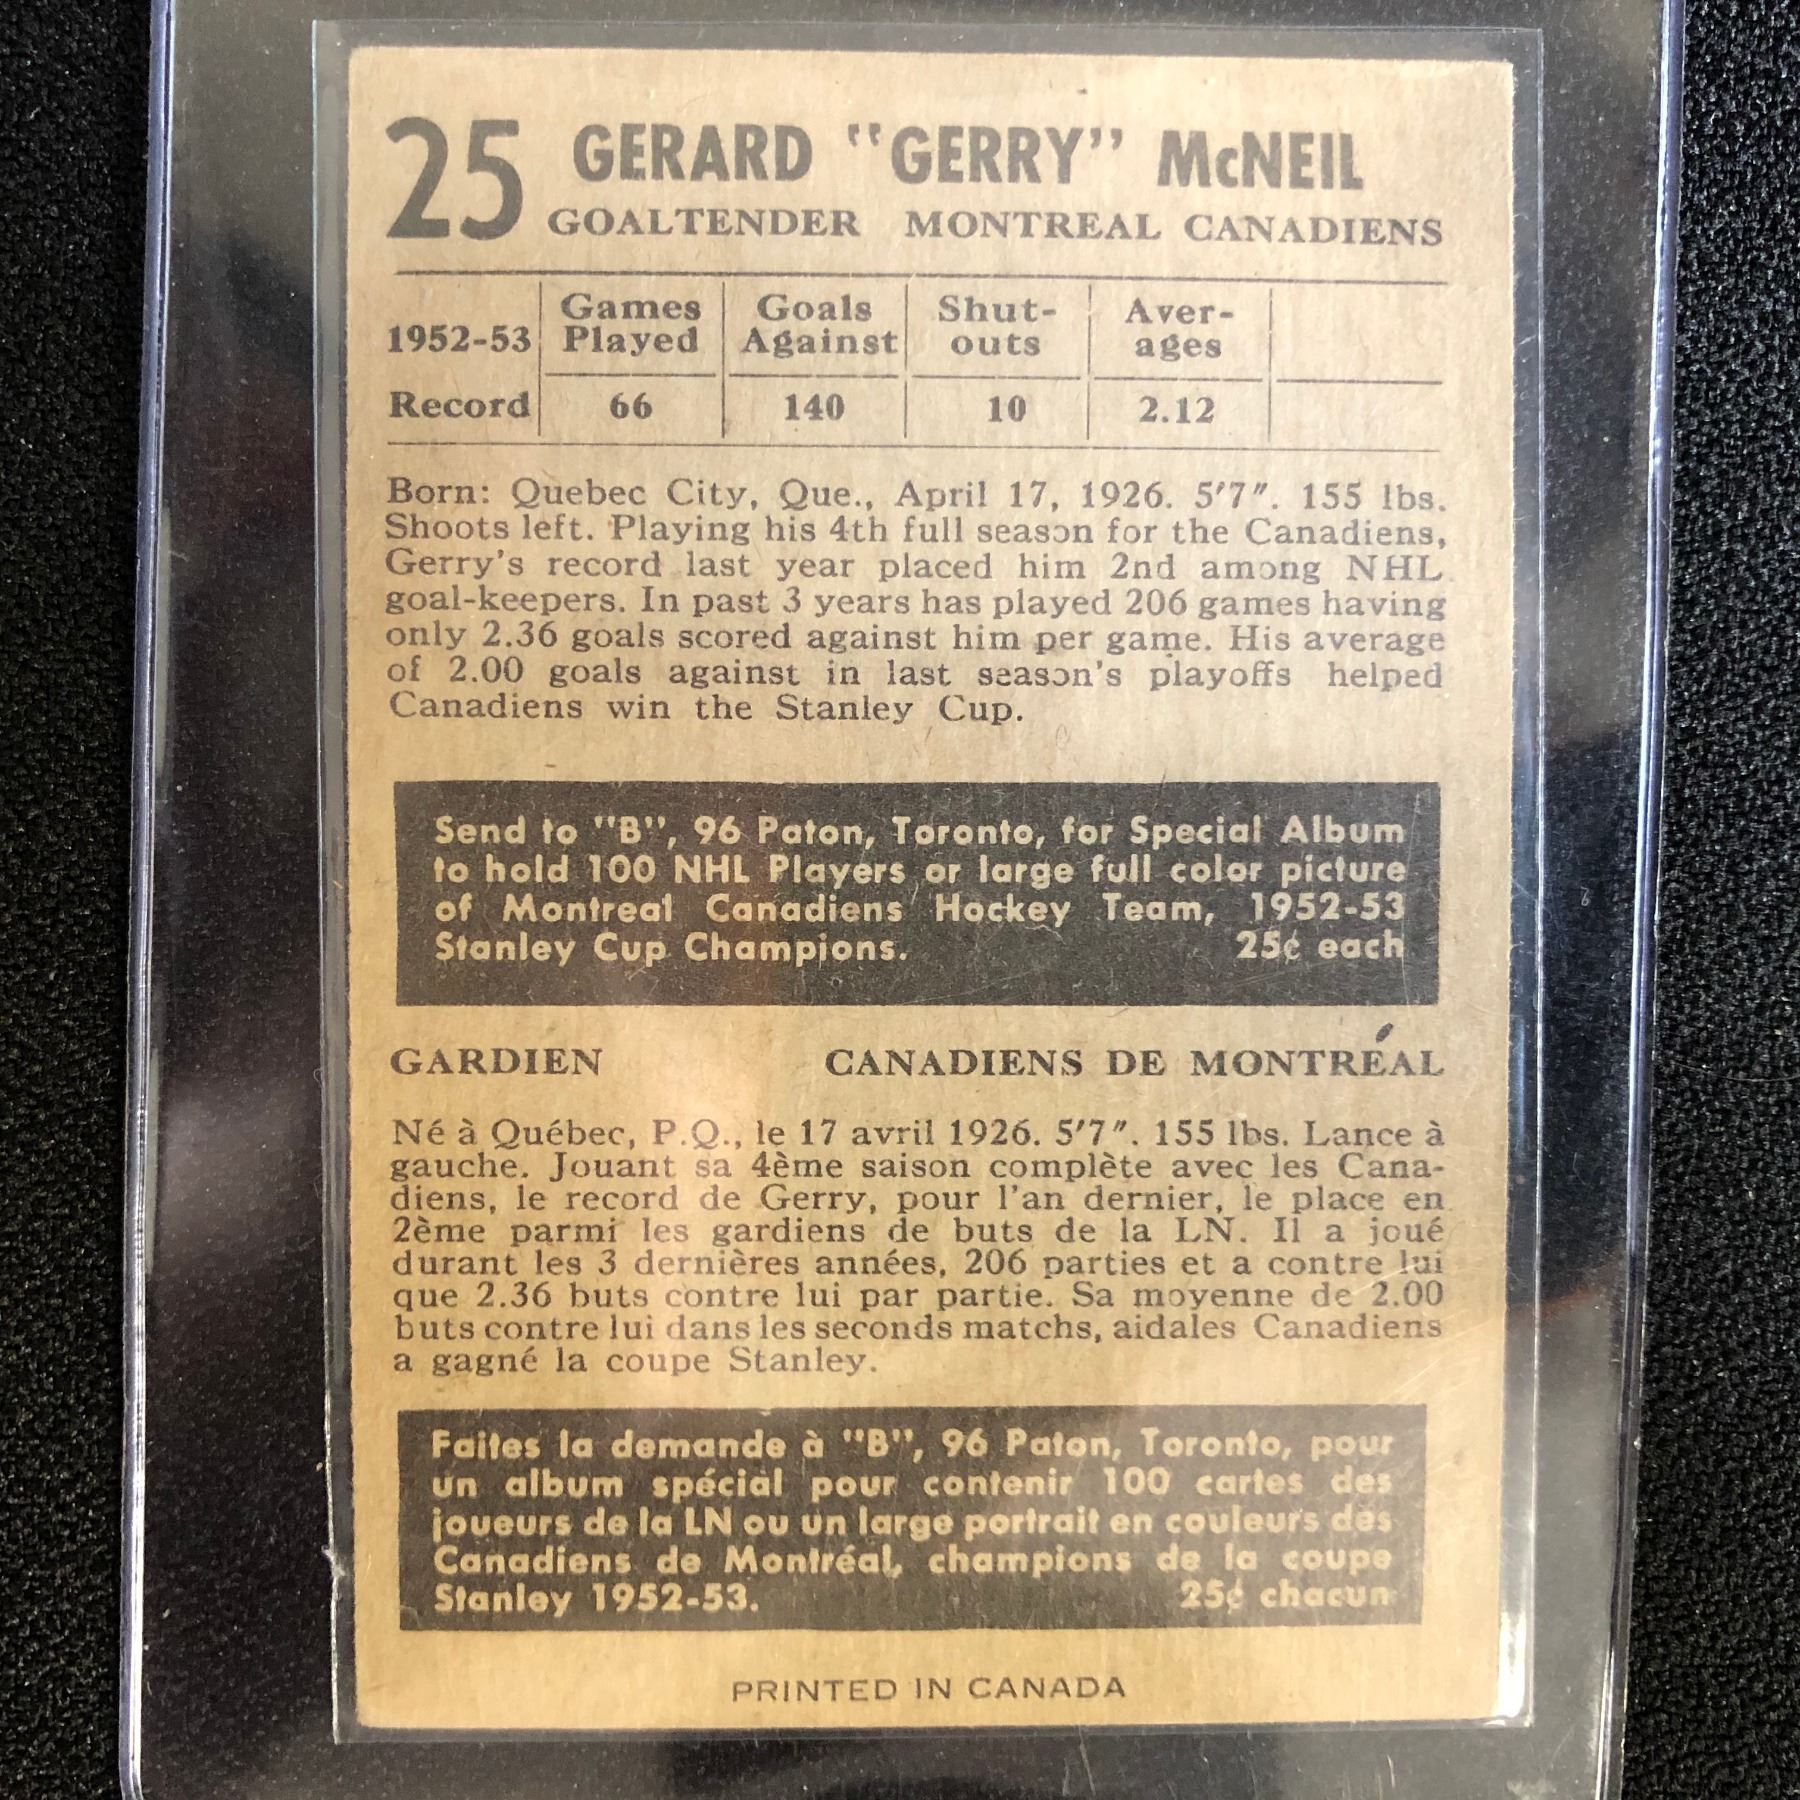 25 GERARD "GERRY" McNEIL
GOALTENDER MONTREAL CANADIENS
1952-53 Games Played Goals Against Shut-outs Aver-ages
Record 66 140 10 2.12
Born: Quebec City, Que., April 17, 1926. 5'7". 155 lbs.
Shoots left. Playing his 4th full season for the Canadiens,
Gerry's record last year placed him 2nd among NHL
goal-keepers. In past 3 years has played 206 games having
only 2.36 goals scored against him per game. His average
of 2.00 goals against in last season's playoffs helped
Canadiens win the Stanley Cup.
Send to "B", 96 Paton, Toronto, for Special Album
to hold 100 NHL Players or large full color picture
of Montreal Canadiens Hockey Team, 1952-53
Stanley Cup Champions. 25¢ each
GARDIEN CANADIENS DE MONTRÉAL
Né à Québec, P.Q., le 17 avril 1926. 5'7". 155 lbs. Lance à
gauche. Jouant sa 4ème saison complète avec les Cana-
diens, le record de Gerry, pour l'an dernier, le place en
2ème parmi les gardiens de buts de la LN. Il a joué
durant les 3 dernières années, 206 parties et a contre lui
que 2.36 buts contre lui par partie. Sa moyenne de 2.00
buts contre lui dans les seconds matchs, aidales Canadiens
a gagné la coupe Stanley.
Faites la demande à "B", 96 Paton, Toronto, pour
un album spécial pour contenir 100 cartes des
joueurs de la LN ou un large portrait en couleurs des
Canadiens de Montréal, champions de la coupe
Stanley 1952-53. 25¢ chacun
PRINTED IN CANADA